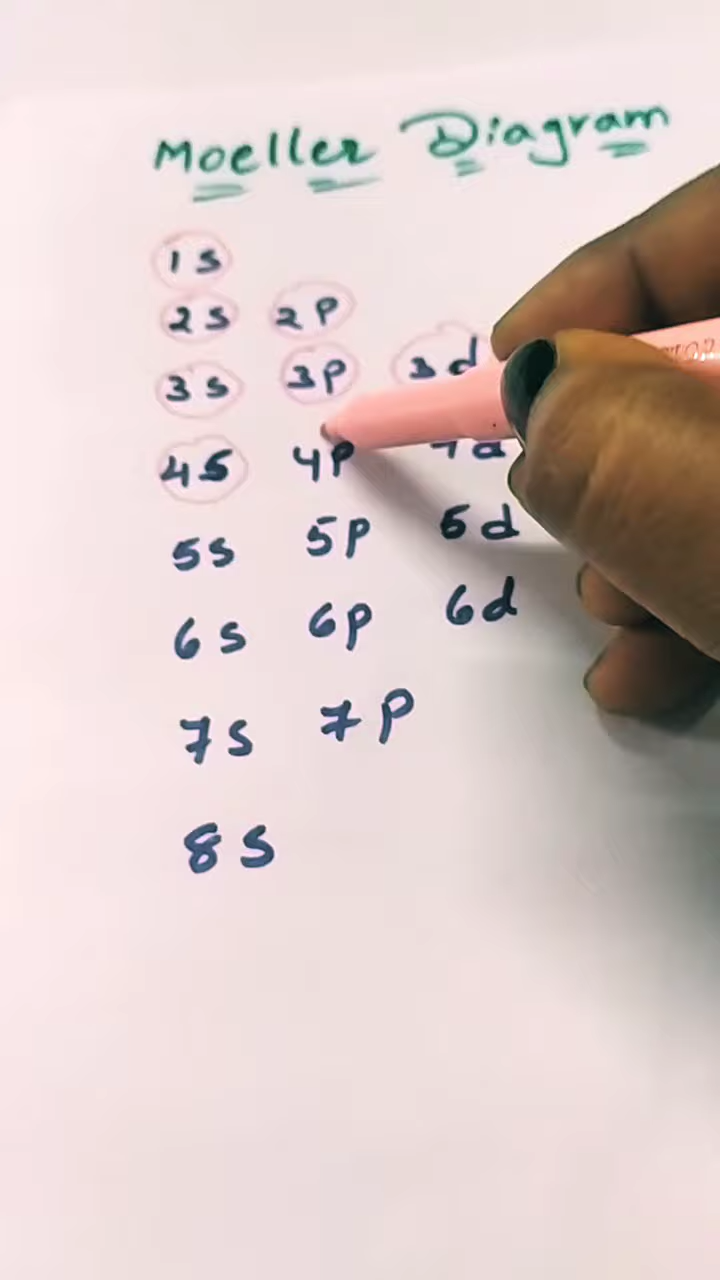 Moeller Diagram
1s
2s 2p
3s 3p 3d
4s 4p 4d
5s 5p 5d
6s 6p 6d
7s 7p
8s